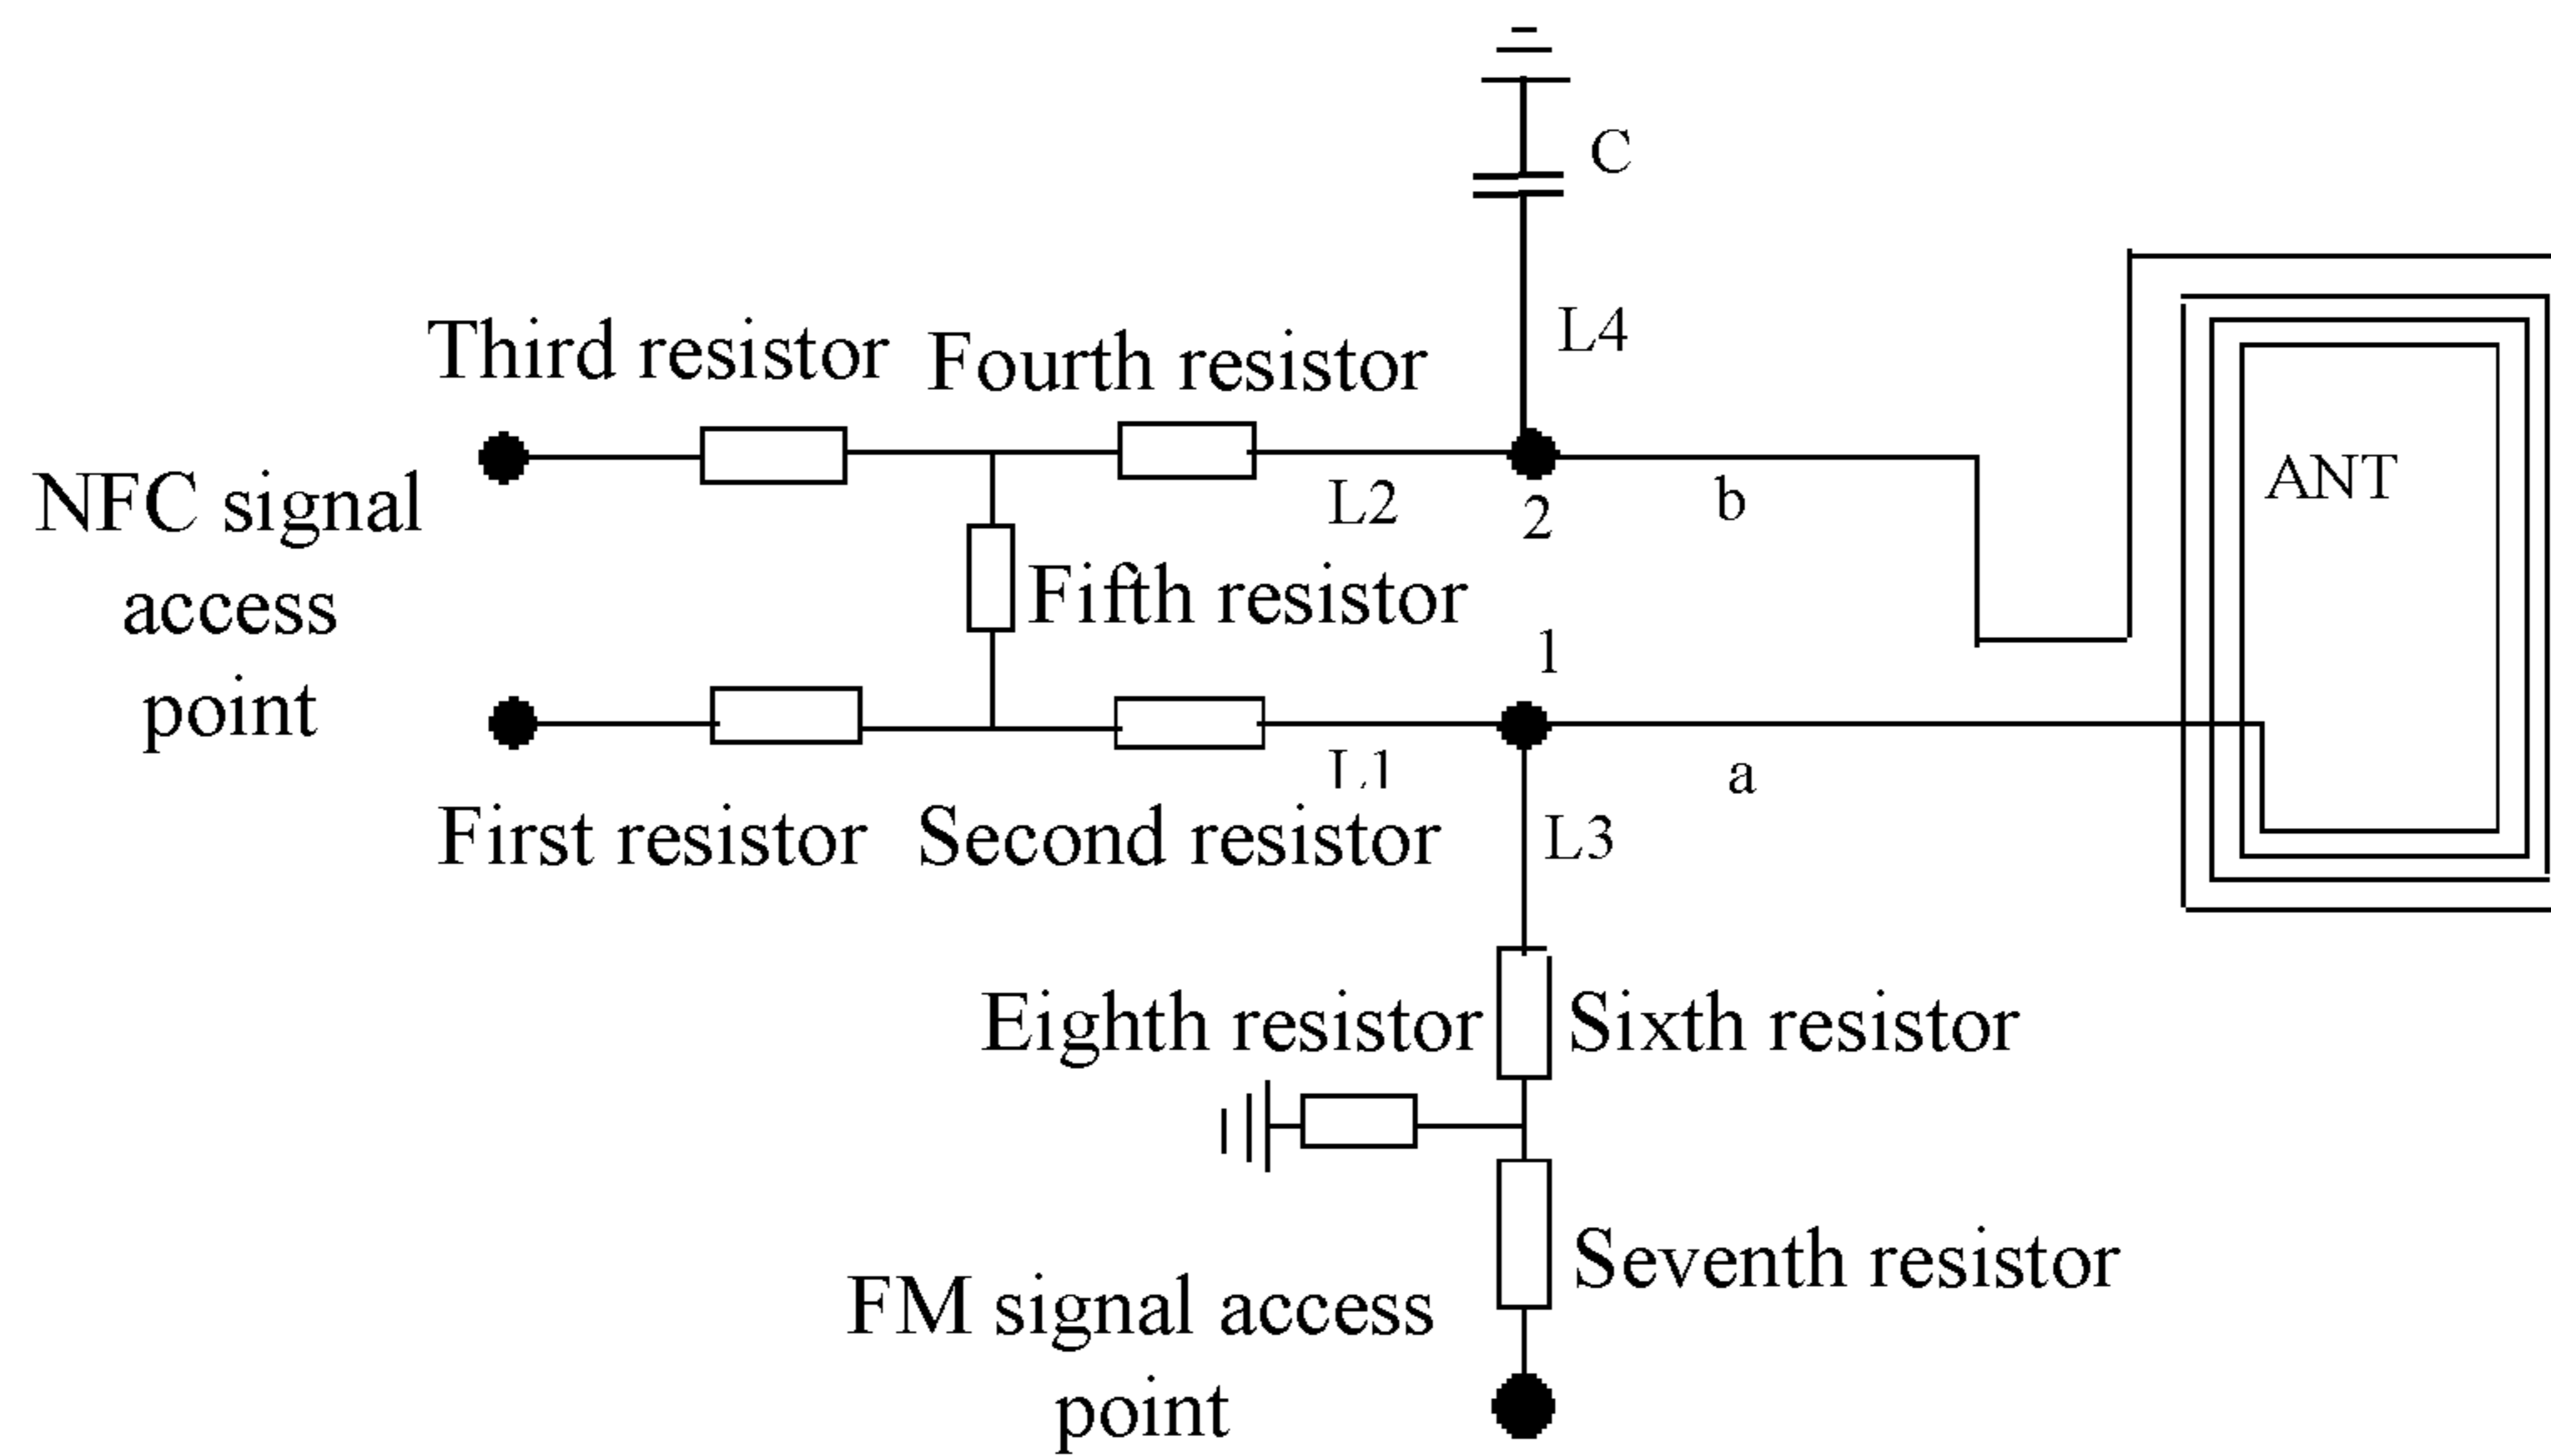 C
L4
Third resistor
Fourth resistor
NFC signal
access
point
L2
2
b
ANT
Fifth resistor
1
L1
a
First resistor
Second resistor
L3
Eighth resistor
Sixth resistor
Seventh resistor
FM signal access
point